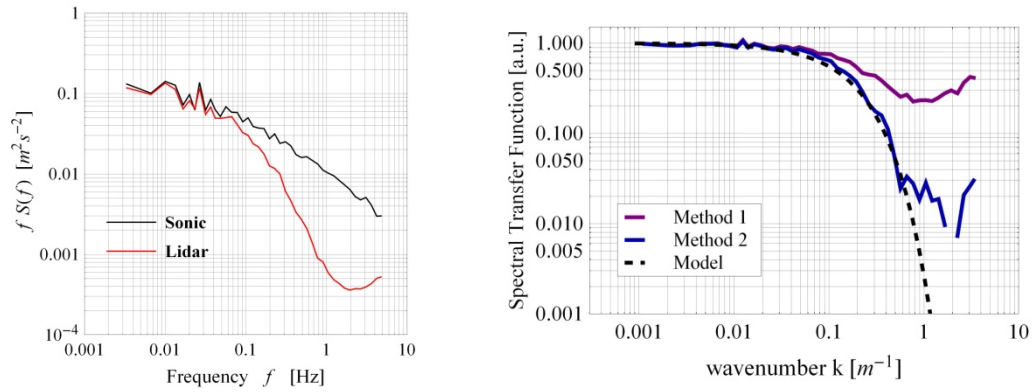 f S(f) [m²s⁻²]
1
0.1
0.01
0.001
10⁻⁴
Sonic
Lidar
0.001 0.01 0.1 1 10
Frequency f [Hz]
Spectral Transfer Function [a.u.]
1.000
0.500
0.100
0.050
0.010
0.005
0.001
Method 1
Method 2
Model
0.001 0.01 0.1 1 10
wavenumber k [m⁻¹]